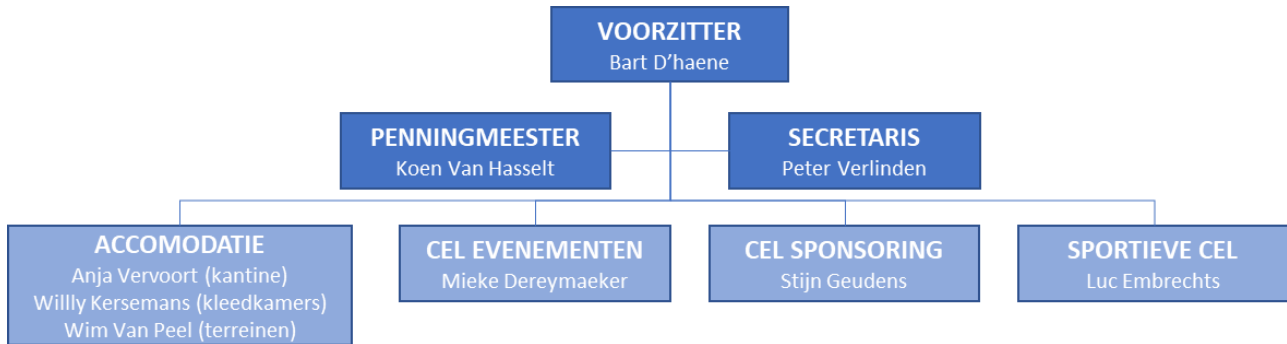 VOORZITTER
Bart D’haene
PENNINGMEESTER
Koen Van Hasselt
SECRETARIS
Peter Verlinden
ACCOMODATIE
Anja Vervoort (kantine)
Willly Kersemans (kleedkamers)
Wim Van Peel (terreinen)
CEL EVENEMENTEN
Mieke Dereymaeker
CEL SPONSORING
Stijn Geudens
SPORTIEVE CEL
Luc Embrechts